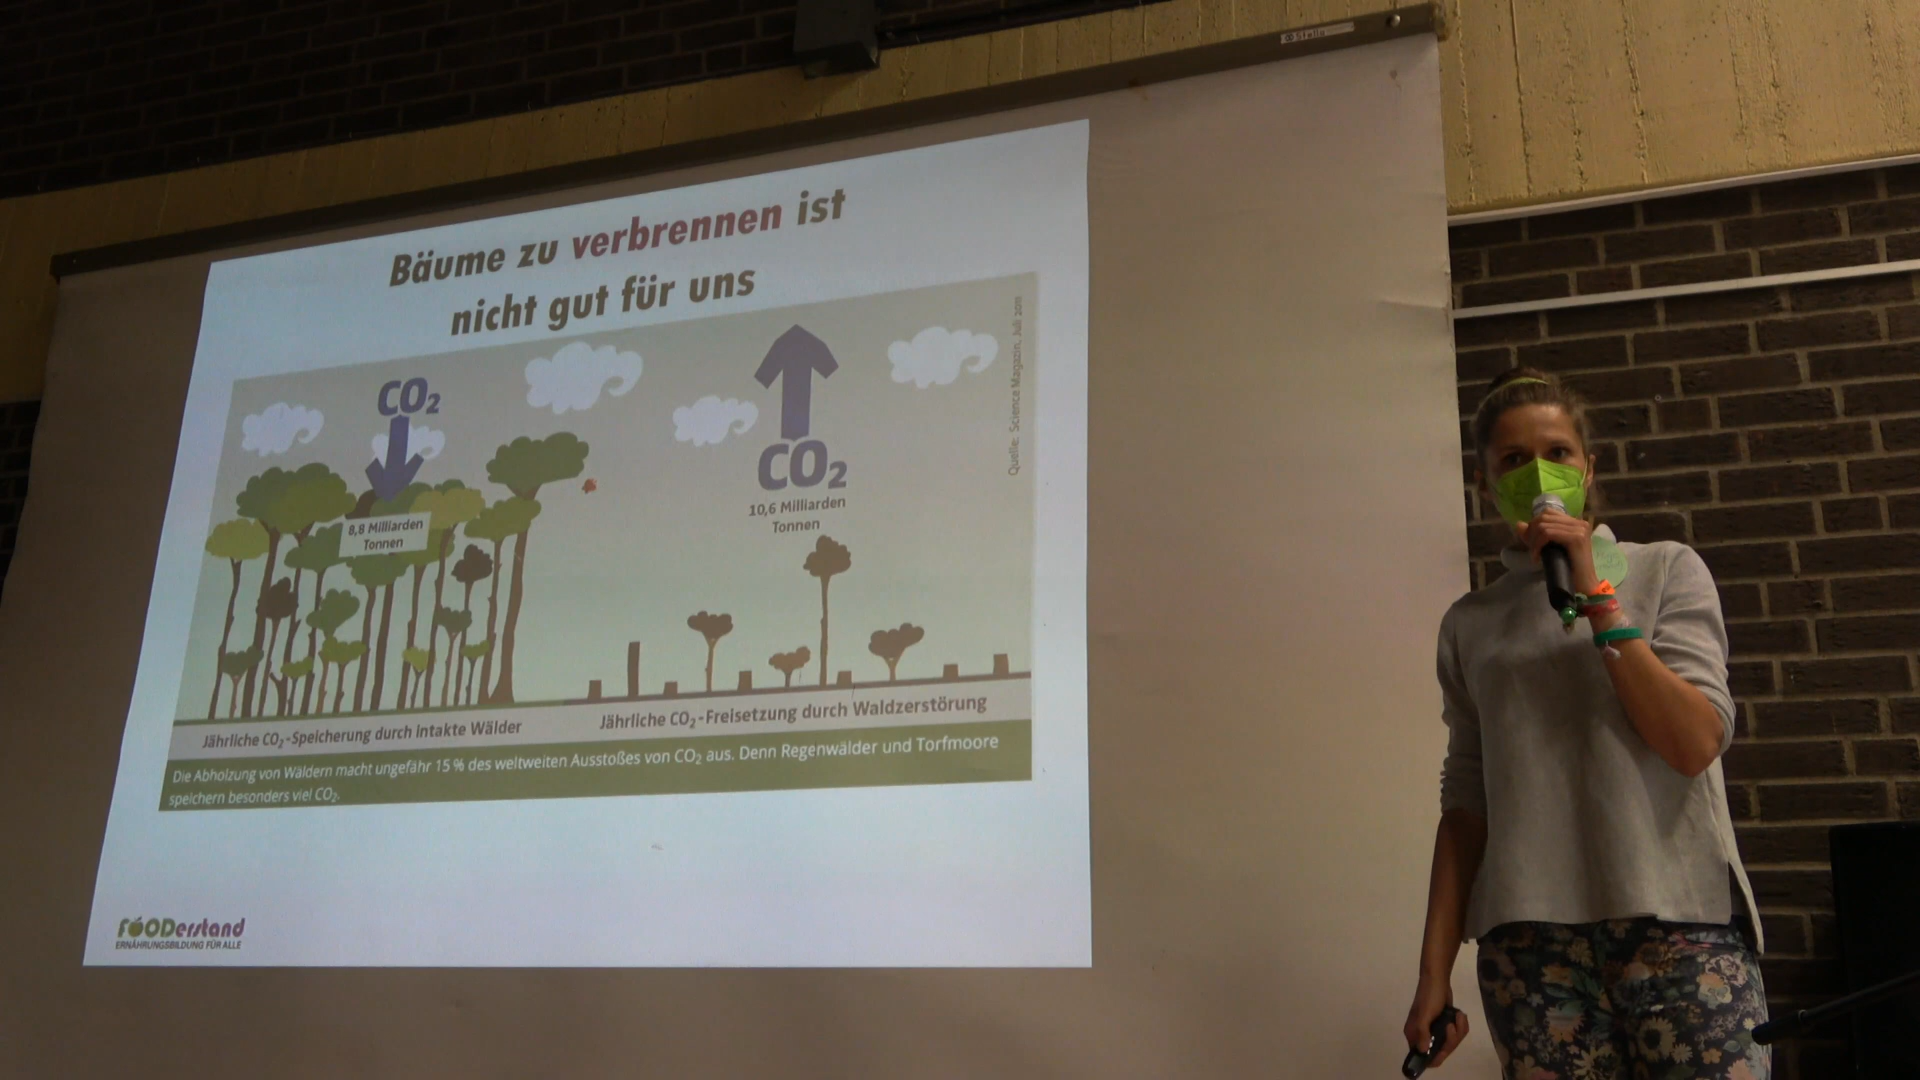 Stella
Bäume zu verbrennen ist
nicht gut für uns
Quelle: Science Magazin, Juli 2011
CO₂
8,8 Milliarden
Tonnen
CO₂
10,6 Milliarden
Tonnen
Jährliche CO₂-Speicherung durch intakte Wälder
Jährliche CO₂-Freisetzung durch Waldzerstörung
Die Abholzung von Wäldern macht ungefähr 15 % des weltweiten Ausstoßes von CO₂ aus. Denn Regenwälder und Torfmoore
speichern besonders viel CO₂.
FOODerstand
ERNÄHRUNGSBILDUNG FÜR ALLE